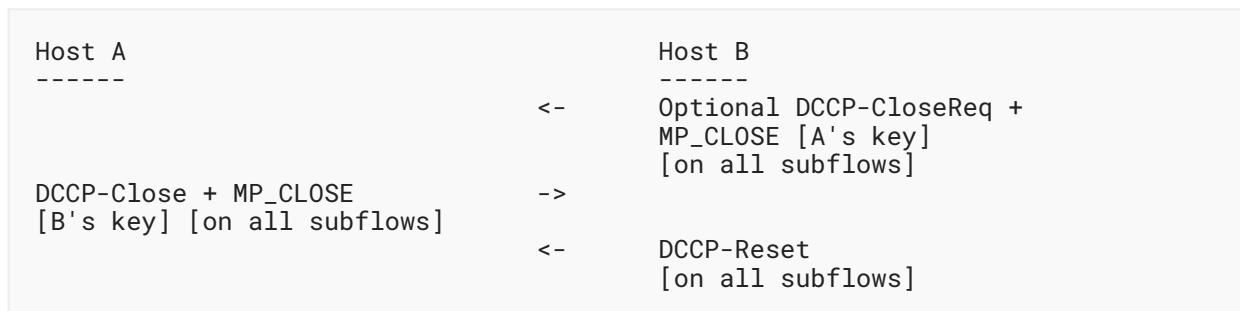 Host A                                   Host B
------                                   ------
                                 <-      Optional DCCP-CloseReq +
                                         MP_CLOSE [A's key]
                                         [on all subflows]
DCCP-Close + MP_CLOSE            ->
[B's key] [on all subflows]
                                 <-      DCCP-Reset
                                         [on all subflows]